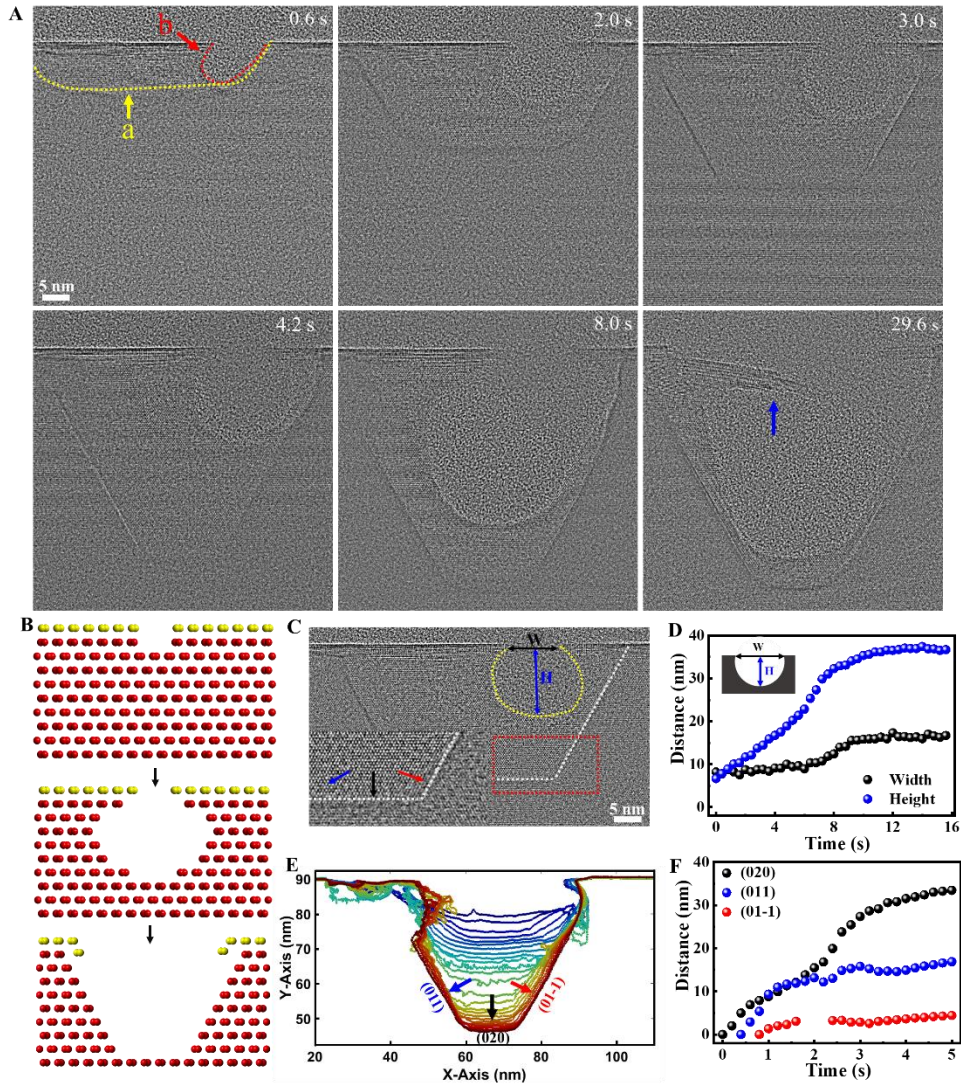 A
0.6 s
b
a
5 nm
2.0 s
3.0 s
4.2 s
8.0 s
29.6 s
B
C
W
H
5 nm
D
Distance (nm)
40
30
20
10
0
W
H
Width
Height
0 4 8 12 16
Time (s)
E
Y-Axis (nm)
90
80
70
60
50
(011)
(01-1)
(020)
20 40 60 80 100
X-Axis (nm)
F
Distance (nm)
40
30
20
10
0
(020)
(011)
(01-1)
0 1 2 3 4 5
Time (s)